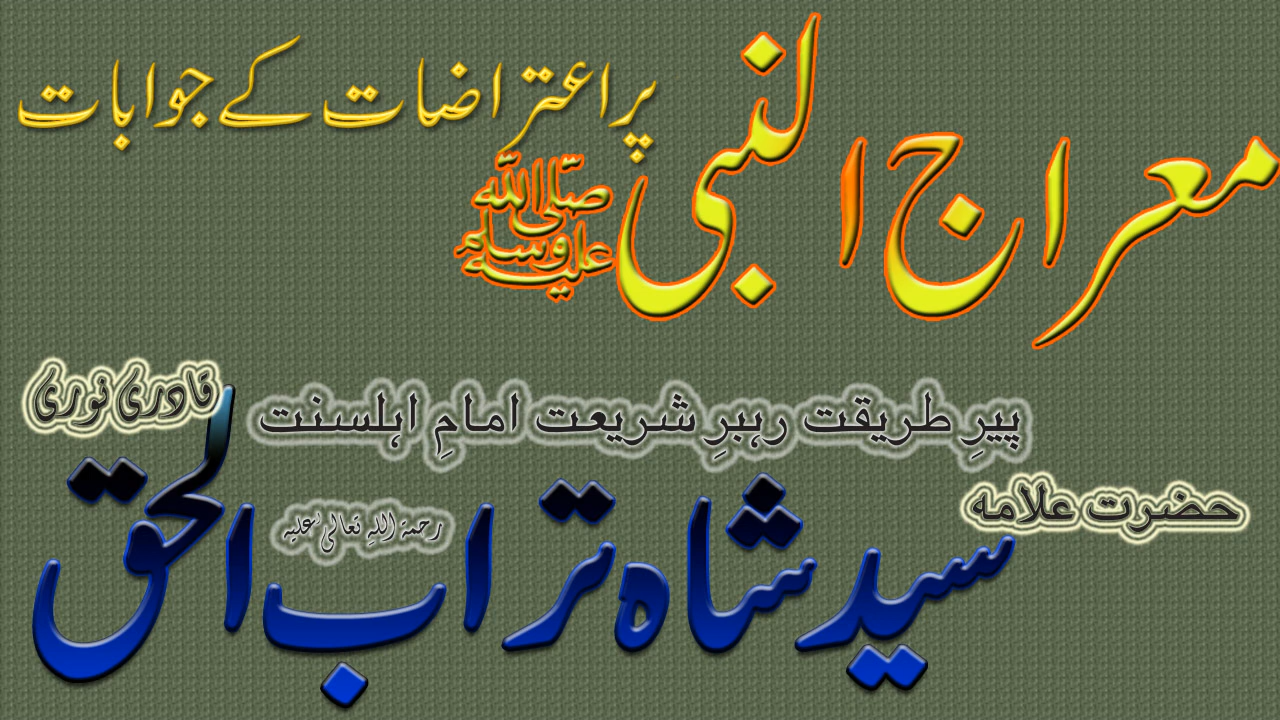 معراج النبی ﷺ پر اعتراضات کے جوابات
پیرِ طریقت رہبرِ شریعت امامِ اہلسنت
حضرت علامہ
سید شاہ تراب الحق قادری نوری
رحمۃ اللہِ تعالیٰ علیہ